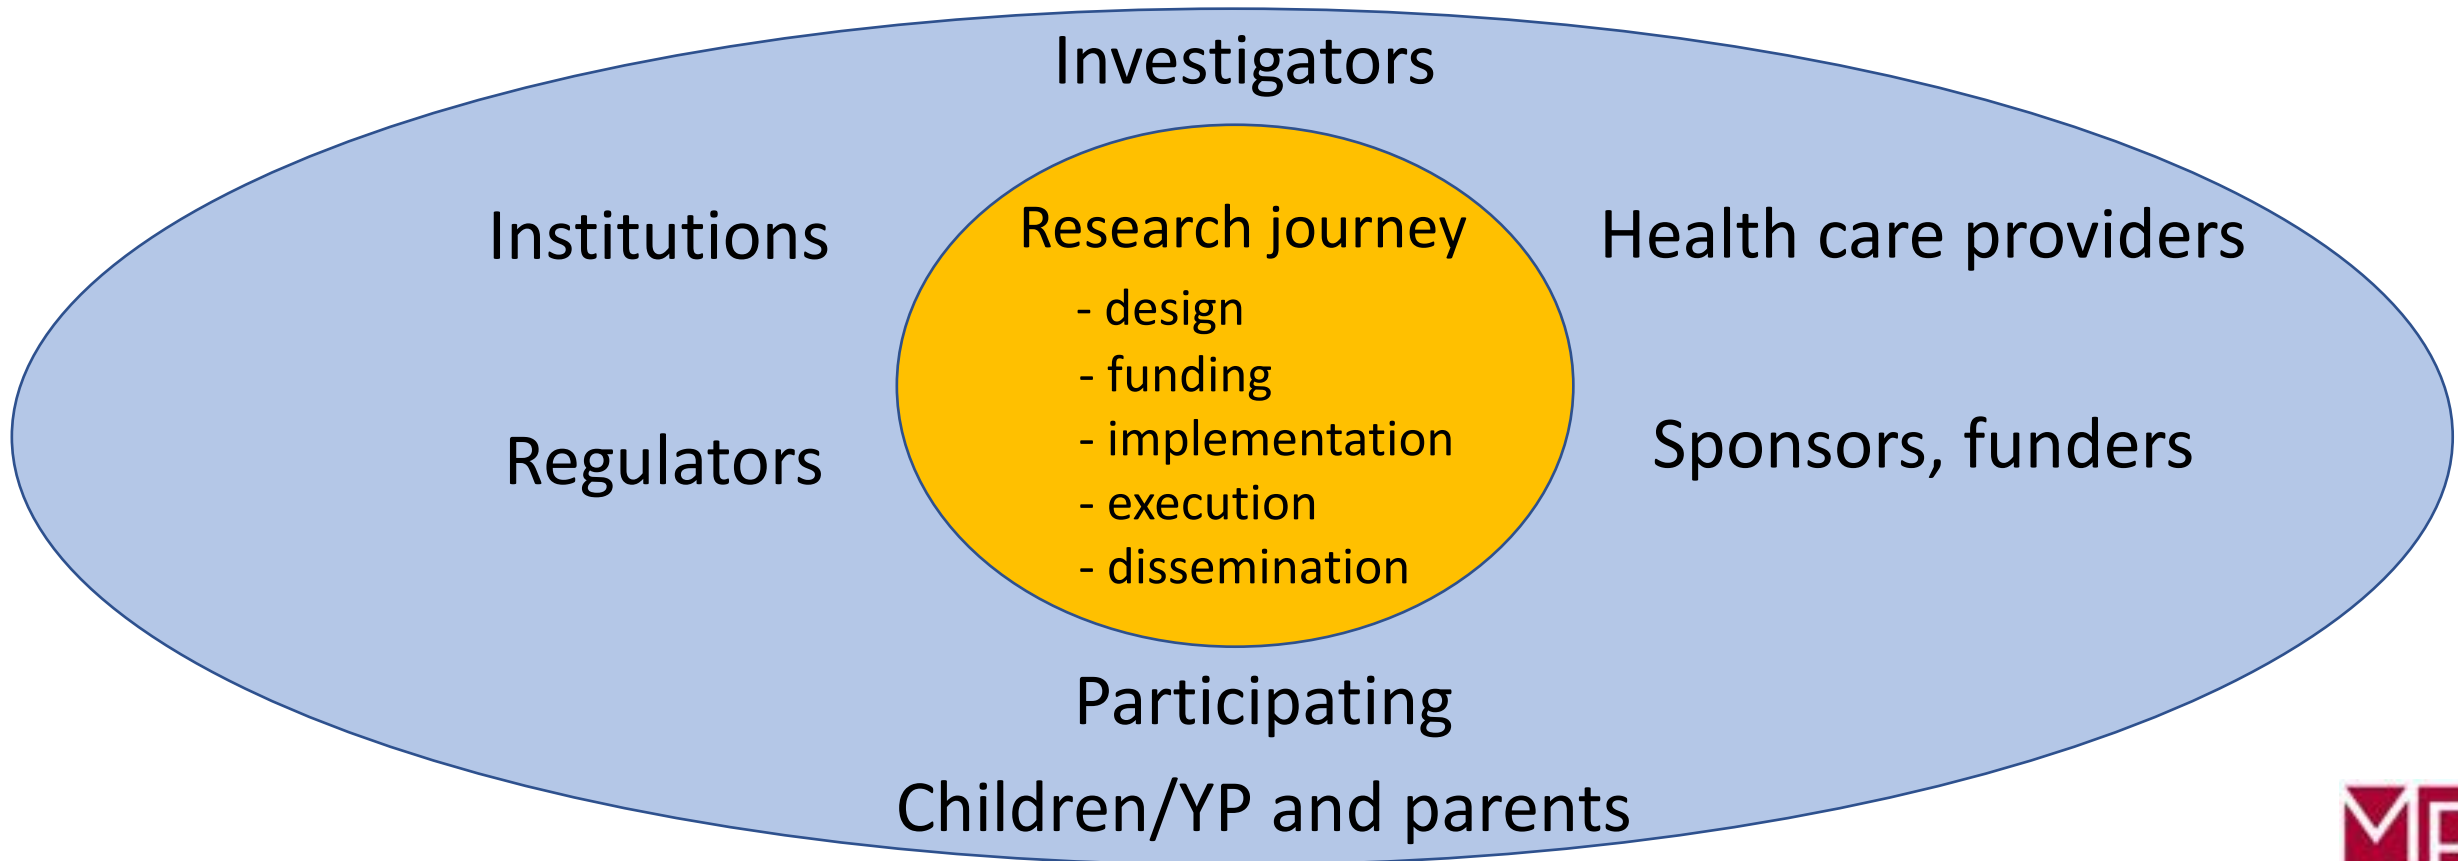 Investigators
Institutions
Research journey
Health care providers
- design
- funding
- implementation
- execution
- dissemination
Regulators
Sponsors, funders
Participating
Children/YP and parents